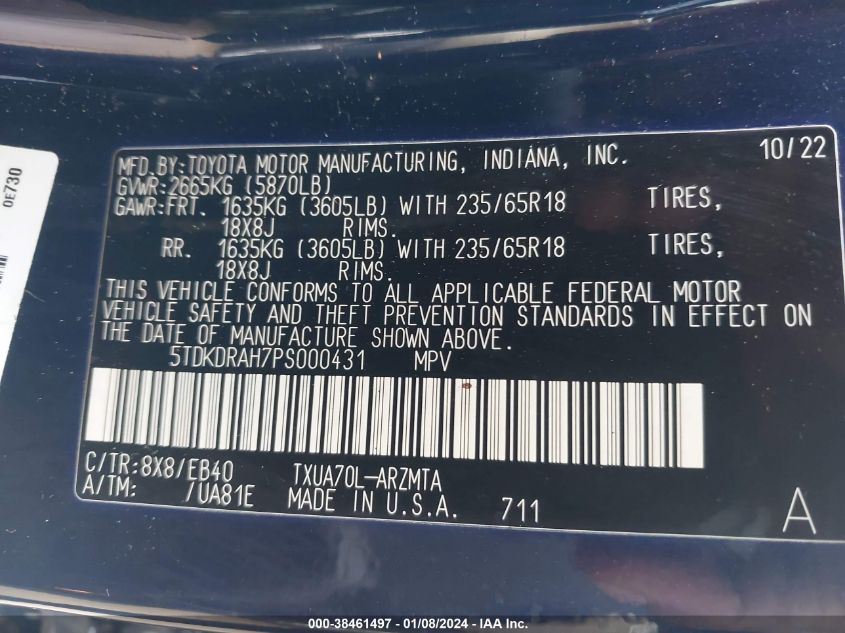 MFD.BY:TOYOTA MOTOR MANUFACTURING, INDIANA, INC. 10/22
GVWR:2665KG (5870LB)
GAWR:FRT. 1635KG (3605LB) WITH 235/65R18 TIRES,
18X8J RIMS.
RR. 1635KG (3605LB) WITH 235/65R18 TIRES,
18X8J RIMS.
THIS VEHICLE CONFORMS TO ALL APPLICABLE FEDERAL MOTOR
VEHICLE SAFETY AND THEFT PREVENTION STANDARDS IN EFFECT ON
THE DATE OF MANUFACTURE SHOWN ABOVE.
5TDKDRAH7PS000431 MPV
C/TR:8X8/EB40 TXUA70L-ARZMTA
A/TM: /UA81E MADE IN U.S.A. 711 A
0E730
000-38461497 - 01/08/2024 - IAA Inc.